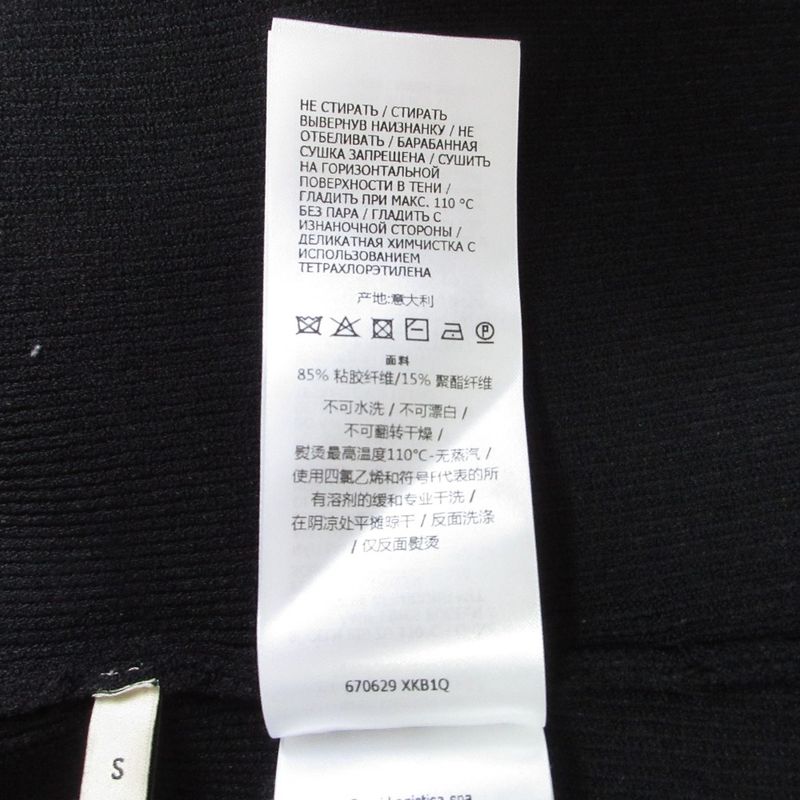 НЕ СТИРАТЬ / СТИРАТЬ
ВЫВЕРНУВ НАИЗНАНКУ / НЕ
ОТБЕЛИВАТЬ / БАРАБАННАЯ
СУШКА ЗАПРЕЩЕНА / СУШИТЬ
НА ГОРИЗОНТАЛЬНОЙ
ПОВЕРХНОСТИ В ТЕНИ /
ГЛАДИТЬ ПРИ МАКС. 110 °C
БЕЗ ПАРА / ГЛАДИТЬ С
ИЗНАНОЧНОЙ СТОРОНЫ /
ДЕЛИКАТНАЯ ХИМЧИСТКА С
ИСПОЛЬЗОВАНИЕМ
ТЕТРАХЛОРЭТИЛЕНА
产地:意大利
P
面料
85% 粘胶纤维/15% 聚酯纤维
不可水洗 / 不可漂白 /
不可翻转干燥 /
熨烫最高温度110°C-无蒸汽 /
使用四氯乙烯和符号F代表的所
有溶剂的缓和专业干洗 /
在阴凉处平摊晾干 / 反面洗涤
/ 仅反面熨烫
670629 XKB1Q
S
Logistica spa